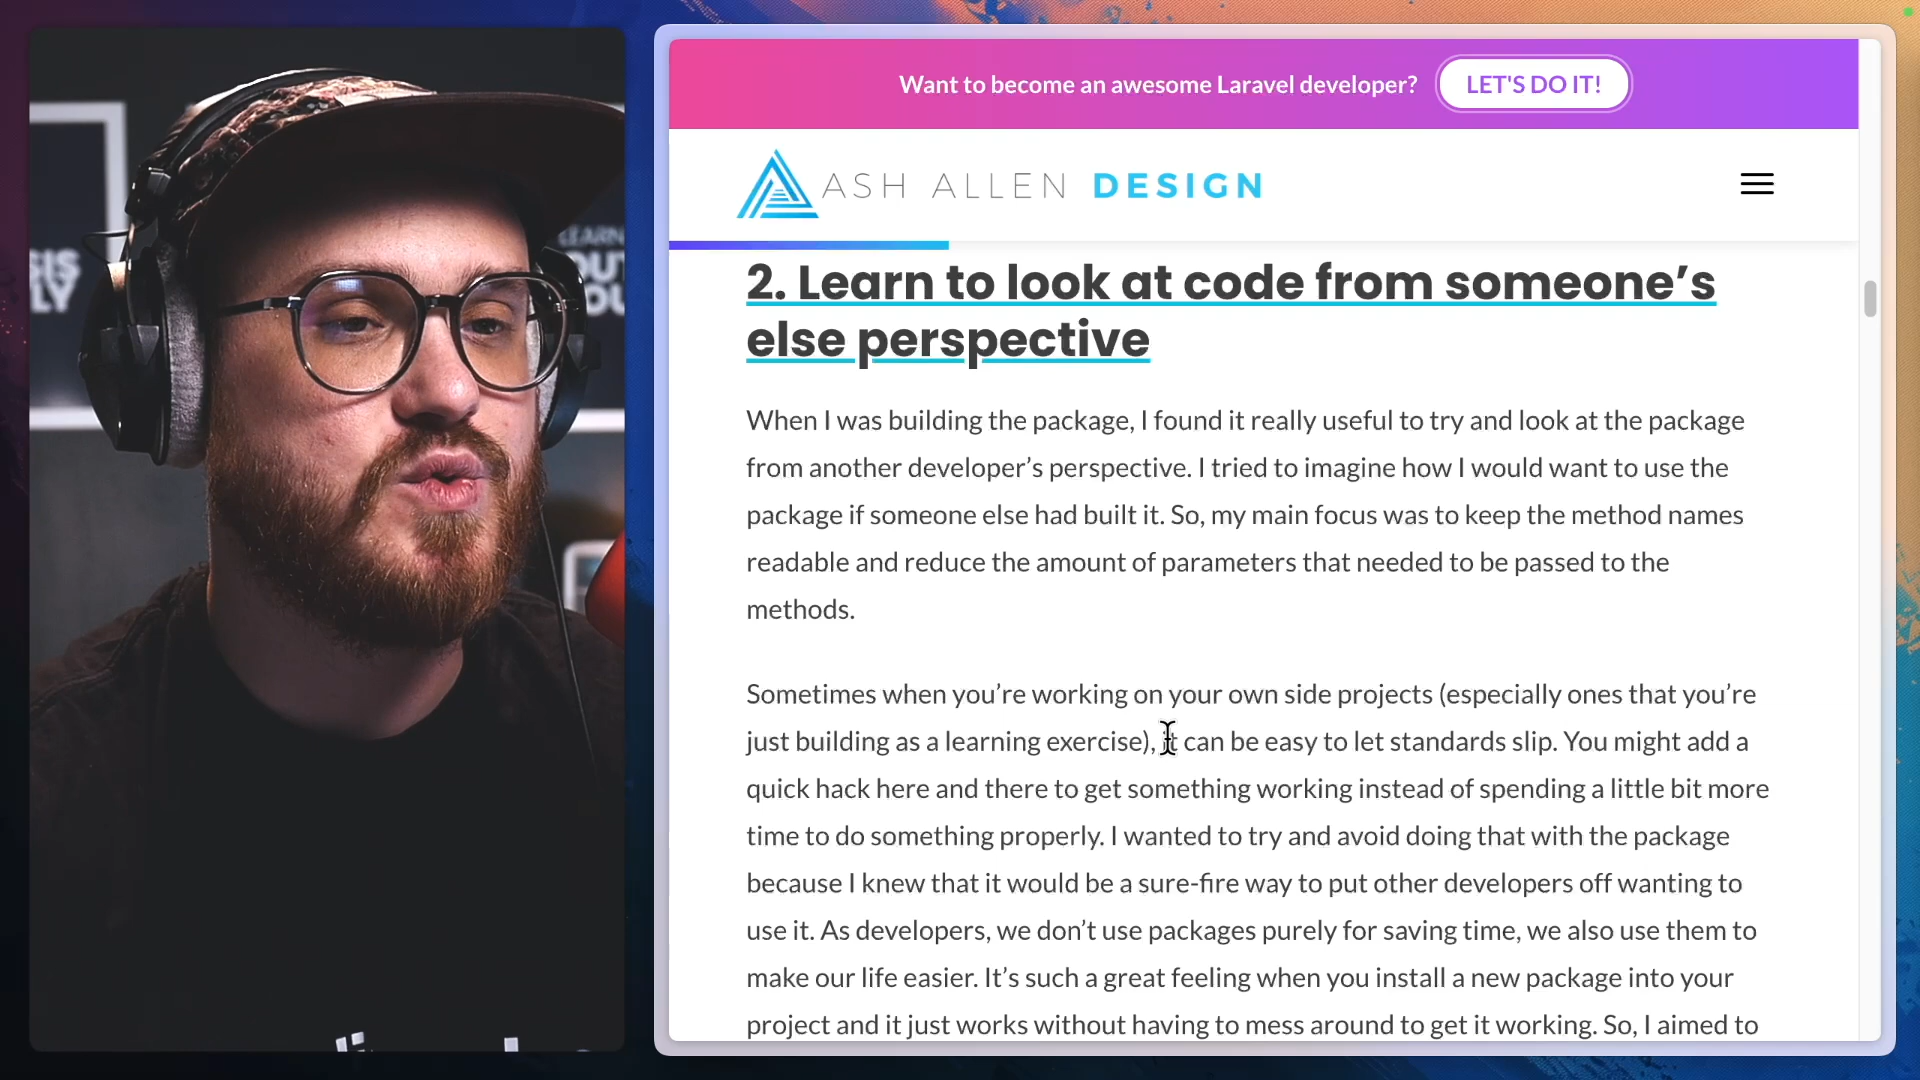 SIS
LY
LEARN
OUT
OU
Want to become an awesome Laravel developer?
LET'S DO IT!
ASH ALLEN DESIGN
2. Learn to look at code from someone’s
else perspective
When I was building the package, I found it really useful to try and look at the package
from another developer’s perspective. I tried to imagine how I would want to use the
package if someone else had built it. So, my main focus was to keep the method names
readable and reduce the amount of parameters that needed to be passed to the
methods.
Sometimes when you’re working on your own side projects (especially ones that you’re
just building as a learning exercise), it can be easy to let standards slip. You might add a
quick hack here and there to get something working instead of spending a little bit more
time to do something properly. I wanted to try and avoid doing that with the package
because I knew that it would be a sure-fire way to put other developers off wanting to
use it. As developers, we don’t use packages purely for saving time, we also use them to
make our life easier. It’s such a great feeling when you install a new package into your
project and it just works without having to mess around to get it working. So, I aimed to